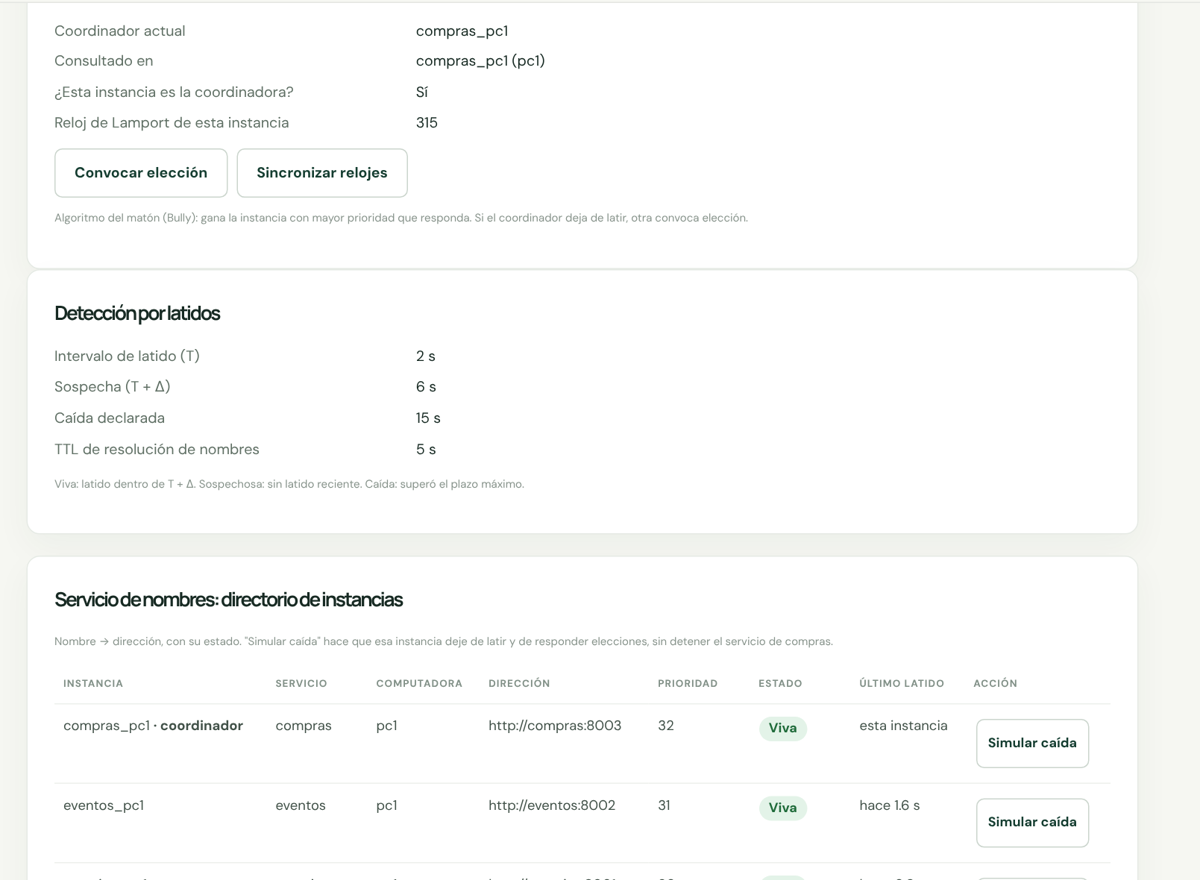 Coordinador actual compras_pc1
Consultado en compras_pc1 (pc1)
¿Esta instancia es la coordinadora? Sí
Reloj de Lamport de esta instancia 315
Convocar elección Sincronizar relojes
Algoritmo del matón (Bully): gana la instancia con mayor prioridad que responda. Si el coordinador deja de latir, otra convoca elección.
Detección por latidos
Intervalo de latido (T) 2 s
Sospecha (T + Δ) 6 s
Caída declarada 15 s
TTL de resolución de nombres 5 s
Viva: latido dentro de T + Δ. Sospechosa: sin latido reciente. Caída: superó el plazo máximo.
Servicio de nombres: directorio de instancias
Nombre → dirección, con su estado. "Simular caída" hace que esa instancia deje de latir y de responder elecciones, sin detener el servicio de compras.
INSTANCIA SERVICIO COMPUTADORA DIRECCIÓN PRIORIDAD ESTADO ÚLTIMO LATIDO ACCIÓN
compras_pc1 · coordinador compras pc1 http://compras:8003 32 Viva esta instancia Simular caída
eventos_pc1 eventos pc1 http://eventos:8002 31 Viva hace 1.6 s Simular caída